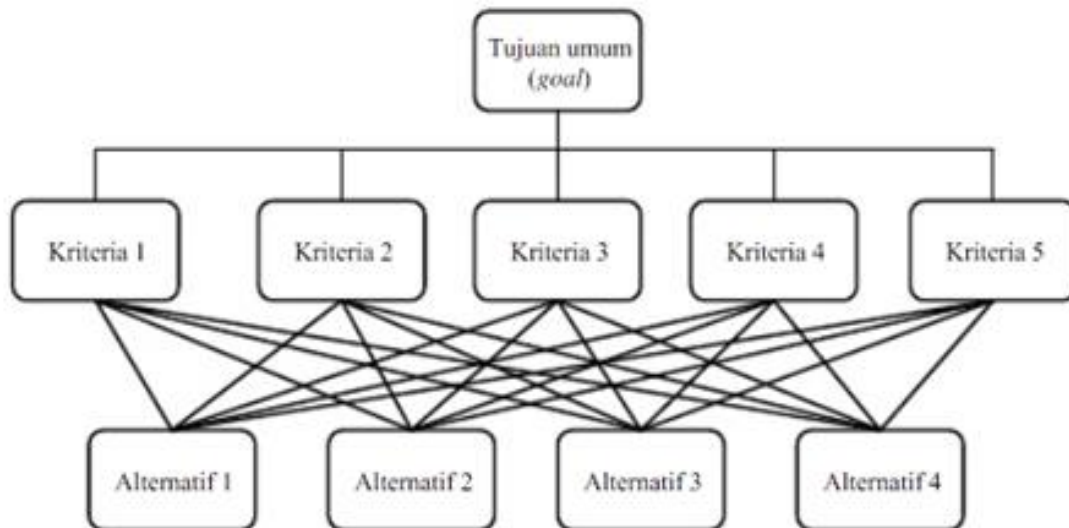 Tujuan umum
(goal)
Kriteria 1
Kriteria 2
Kriteria 3
Kriteria 4
Kriteria 5
Alternatif 1
Alternatif 2
Alternatif 3
Alternatif 4